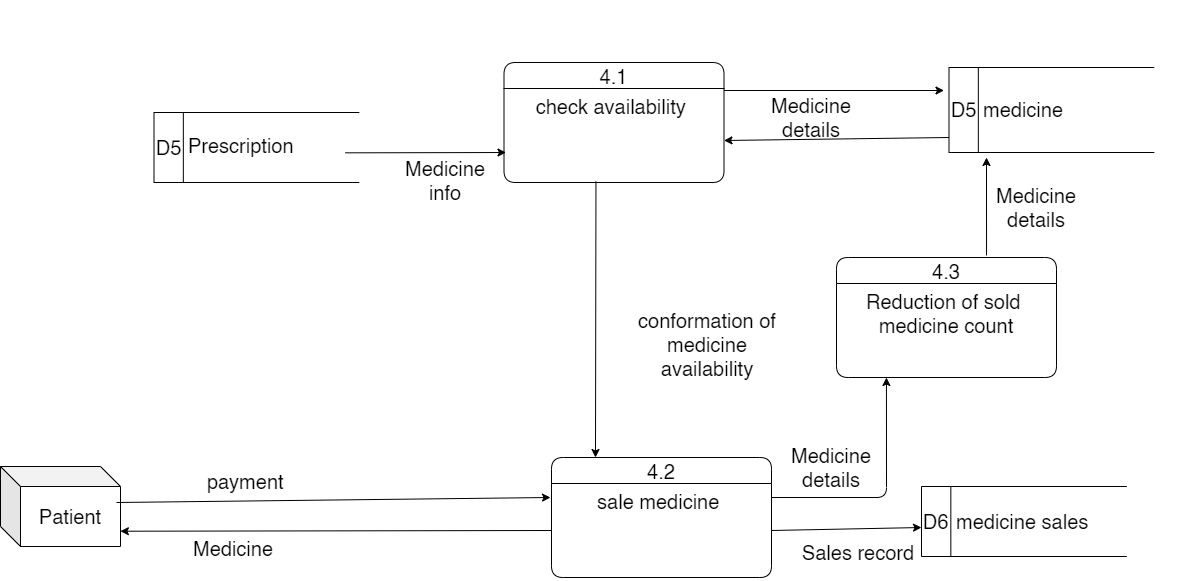 4.1
check availability
D5 Prescription
Medicine
info
Medicine
details
D5 medicine
Medicine
details
4.3
Reduction of sold
medicine count
conformation of
medicine
availability
Medicine
details
4.2
sale medicine
Patient
payment
Medicine
Sales record
D6 medicine sales